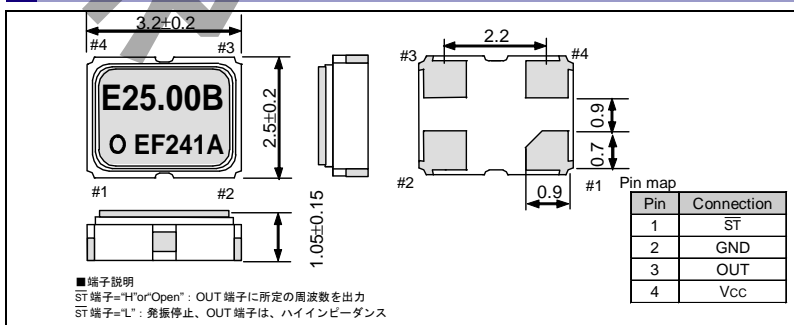 3.2±0.2
#4
#3
E25.00B
O EF241A
2.5±0.2
#1
#2
1.05±0.15
2.2
#3
#4
0.9
0.7
#2
#1
0.9
Pin map
Pin Connection
1 S̅T̅
2 GND
3 OUT
4 Vcc
■端子説明
S̅T̅ 端子="H"or"Open"：OUT 端子に所定の周波数を出力
S̅T̅ 端子="L"：発振停止、OUT 端子は、ハイインピーダンス